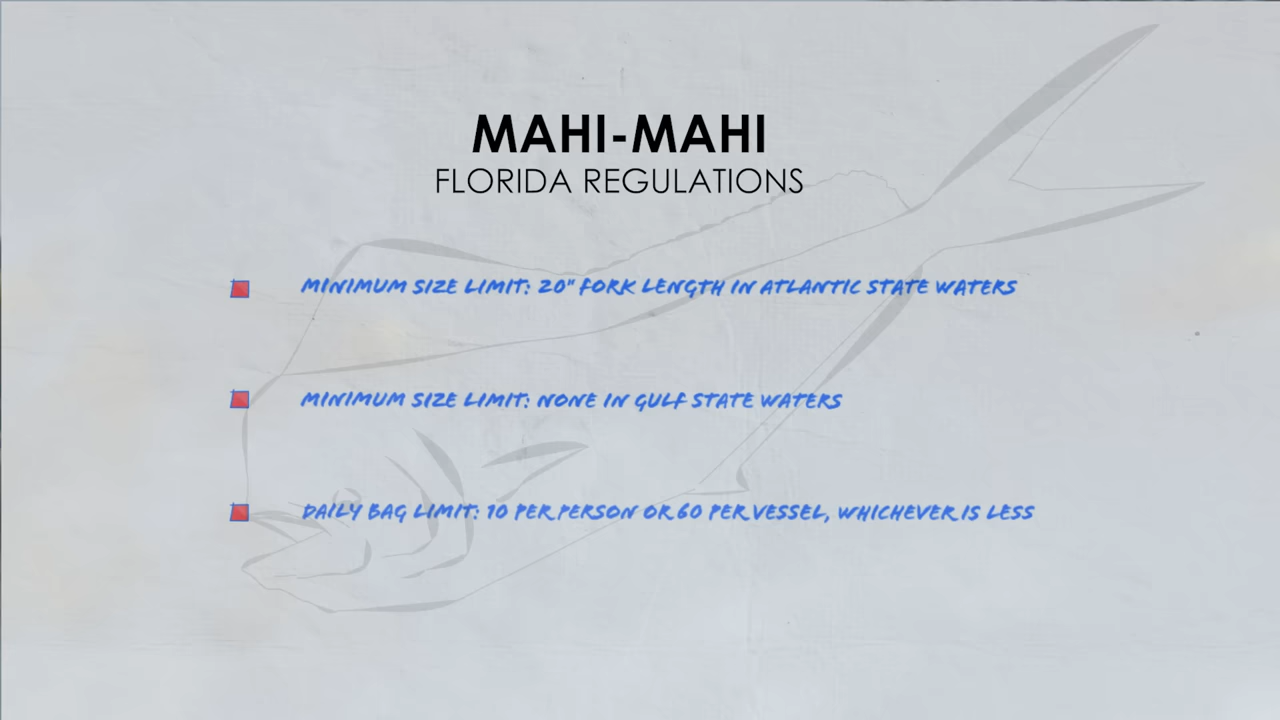 MAHI-MAHI
FLORIDA REGULATIONS
MINIMUM SIZE LIMIT: 20" FORK LENGTH IN ATLANTIC STATE WATERS
MINIMUM SIZE LIMIT: NONE IN GULF STATE WATERS
DAILY BAG LIMIT: 10 PER PERSON OR 60 PER VESSEL, WHICHEVER IS LESS